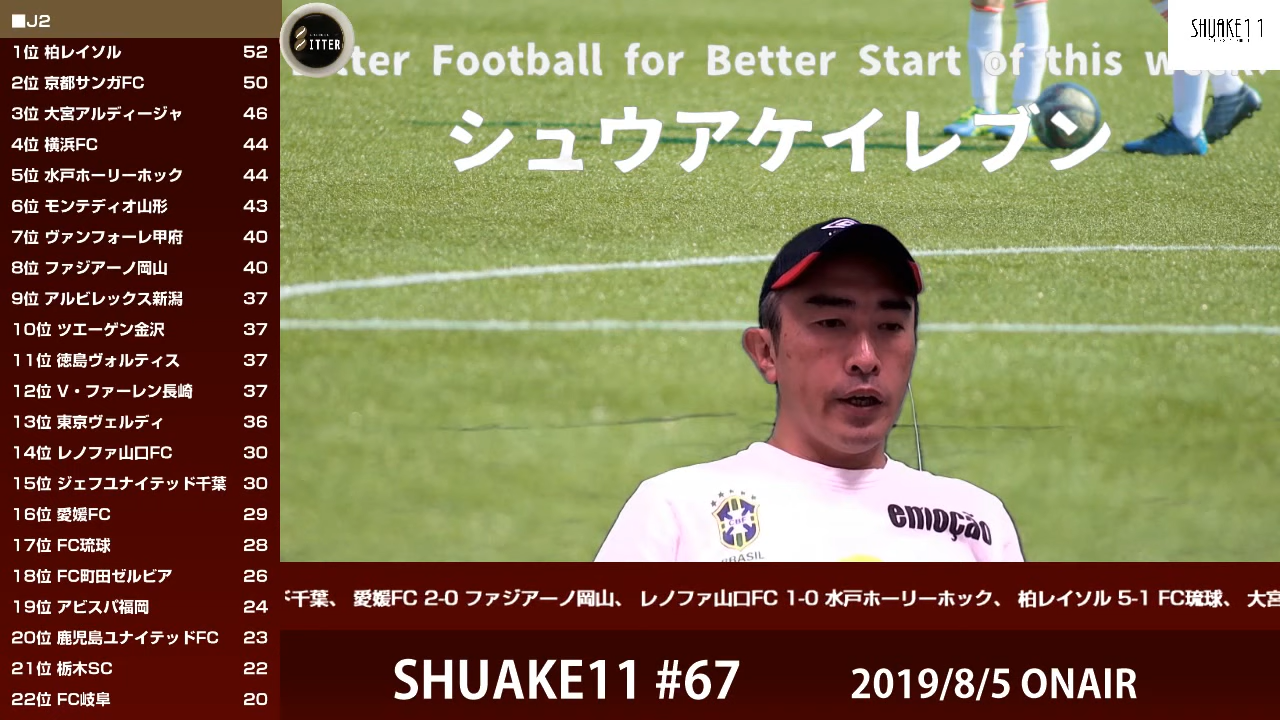 ■J2
1位 柏レイソル 52
2位 京都サンガFC 50
3位 大宮アルディージャ 46
4位 横浜FC 44
5位 水戸ホーリーホック 44
6位 モンテディオ山形 43
7位 ヴァンフォーレ甲府 40
8位 ファジアーノ岡山 40
9位 アルビレックス新潟 37
10位 ツエーゲン金沢 37
11位 徳島ヴォルティス 37
12位 V・ファーレン長崎 37
13位 東京ヴェルディ 36
14位 レノファ山口FC 30
15位 ジェフユナイテッド千葉 30
16位 愛媛FC 29
17位 FC琉球 28
18位 FC町田ゼルビア 26
19位 アビスパ福岡 24
20位 鹿児島ユナイテッドFC 23
21位 栃木SC 22
22位 FC岐阜 20
ITTER
Football for Better Start of this
SHUAKE11
シュウアケイレブン
CBF
BRASIL
emoção
ド千葉、 愛媛FC 2-0 ファジアーノ岡山、 レノファ山口FC 1-0 水戸ホーリーホック、 柏レイソル 5-1 FC琉球、 大宮
SHUAKE11 #67
2019/8/5 ONAIR